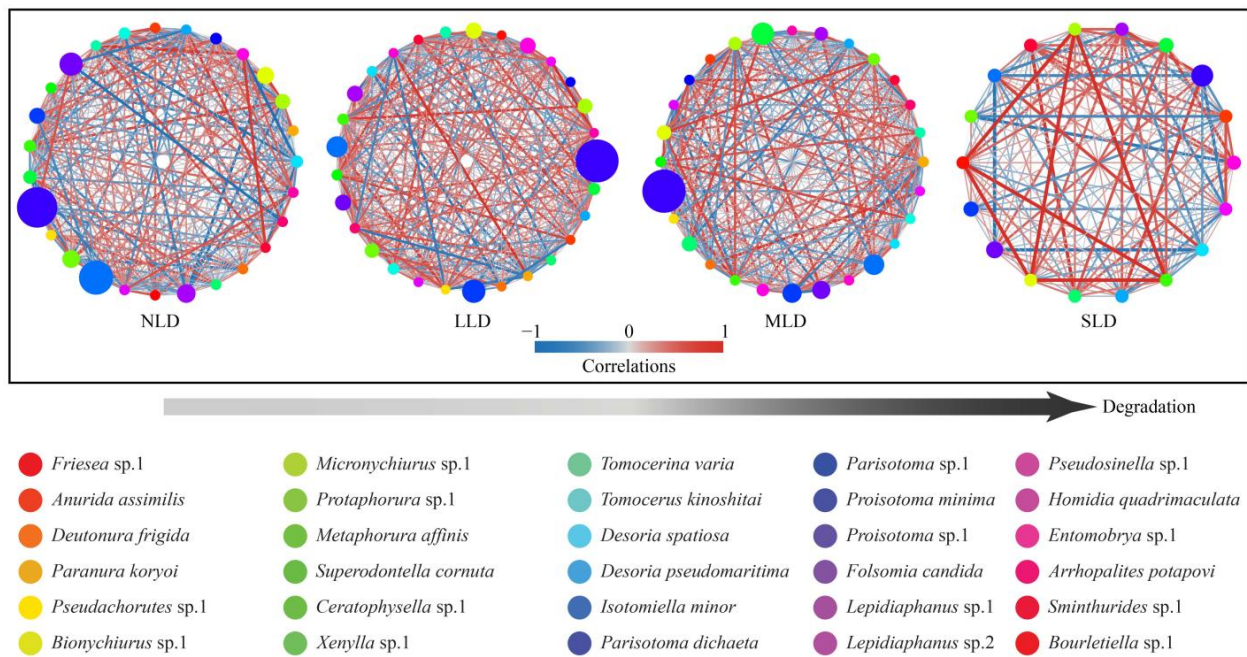 NLD
LLD
MLD
SLD
−1 0 1
Correlations
Degradation
Friesea sp.1
Anurida assimilis
Deutonura frigida
Paranura koryoi
Pseudachorutes sp.1
Bionychiurus sp.1
Micronychiurus sp.1
Protaphorura sp.1
Metaphorura affinis
Superodontella cornuta
Ceratophysella sp.1
Xenylla sp.1
Tomocerina varia
Tomocerus kinoshitai
Desoria spatiosa
Desoria pseudomaritima
Isotomiella minor
Parisotoma dichaeta
Parisotoma sp.1
Proisotoma minima
Proisotoma sp.1
Folsomia candida
Lepidiaphanus sp.1
Lepidiaphanus sp.2
Pseudosinella sp.1
Homidia quadrimaculata
Entomobrya sp.1
Arrhopalites potapovi
Sminthurides sp.1
Bourletiella sp.1